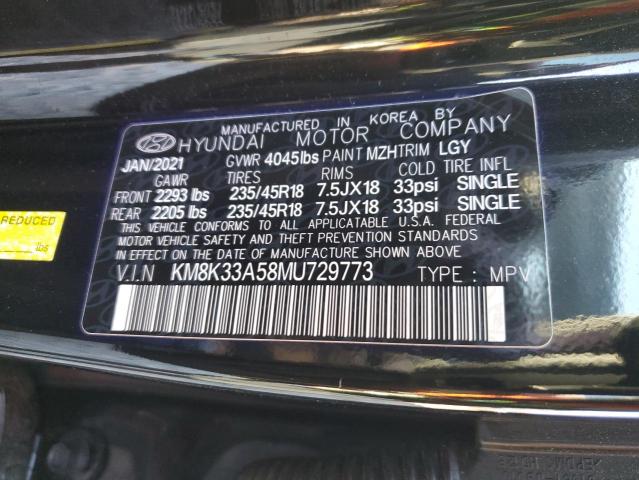 MANUFACTURED IN KOREA BY
HYUNDAI MOTOR COMPANY
JAN/2021 GVWR 4045lbs PAINT MZH TRIM LGY
GAWR TIRES RIMS COLD TIRE INFL
FRONT 2293 lbs 235/45R18 7.5JX18 33psi SINGLE
REAR 2205 lbs 235/45R18 7.5JX18 33psi SINGLE
THIS VEHICLE CONFORMS TO ALL APPLICATABLE U.S.A. FEDERAL
MOTOR VEHICLE SAFETY AND THEFT PREVENTION STANDARDS
IN EFFECT ON THE DATE OF MANUFACTURE SHOWN ABOVE
V.I.N KM8K33A58MU729773 TYPE : MPV
REDUCED
lbs